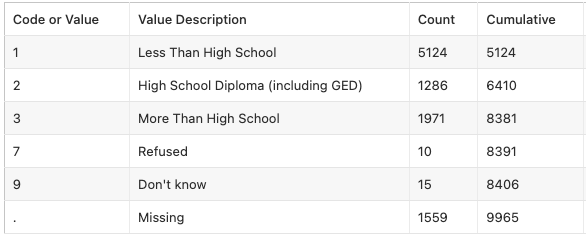 Code or Value Value Description Count Cumulative
1 Less Than High School 5124 5124
2 High School Diploma (including GED) 1286 6410
3 More Than High School 1971 8381
7 Refused 10 8391
9 Don't know 15 8406
. Missing 1559 9965